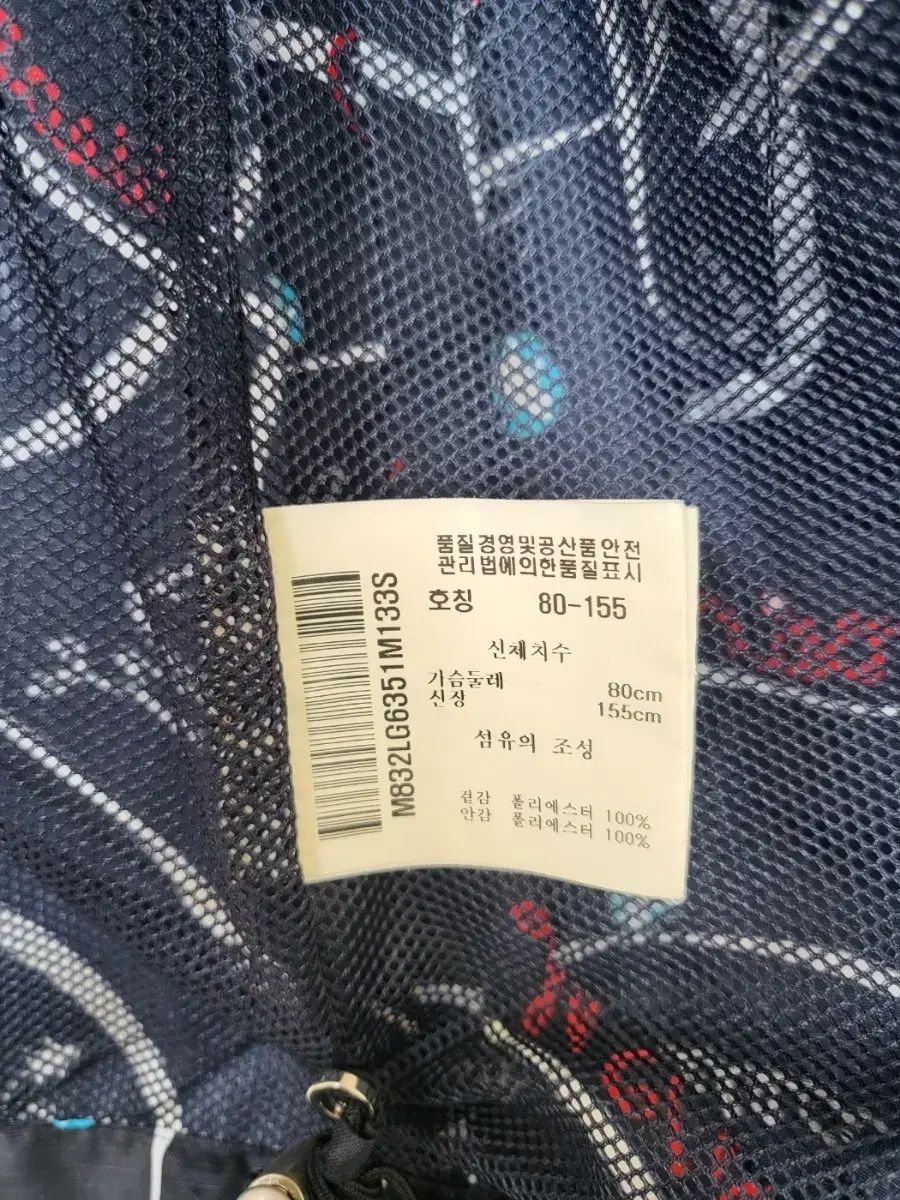 품질경영및공산품안전
관리법에의한품질표시
호칭 80-155
신체치수
가슴둘레 80cm
신장 155cm
섬유의 조성
겉감 폴리에스터 100%
안감 폴리에스터 100%
M832LG6351M133S